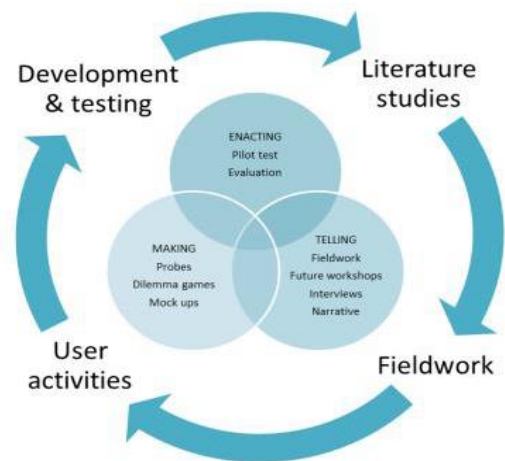 Development
& testing
Literature
studies
ENACTING
Pilot test
Evaluation
MAKING
Probes
Dilemma games
Mock ups
TELLING
Fieldwork
Future workshops
Interviews
Narrative
User
activities
Fieldwork